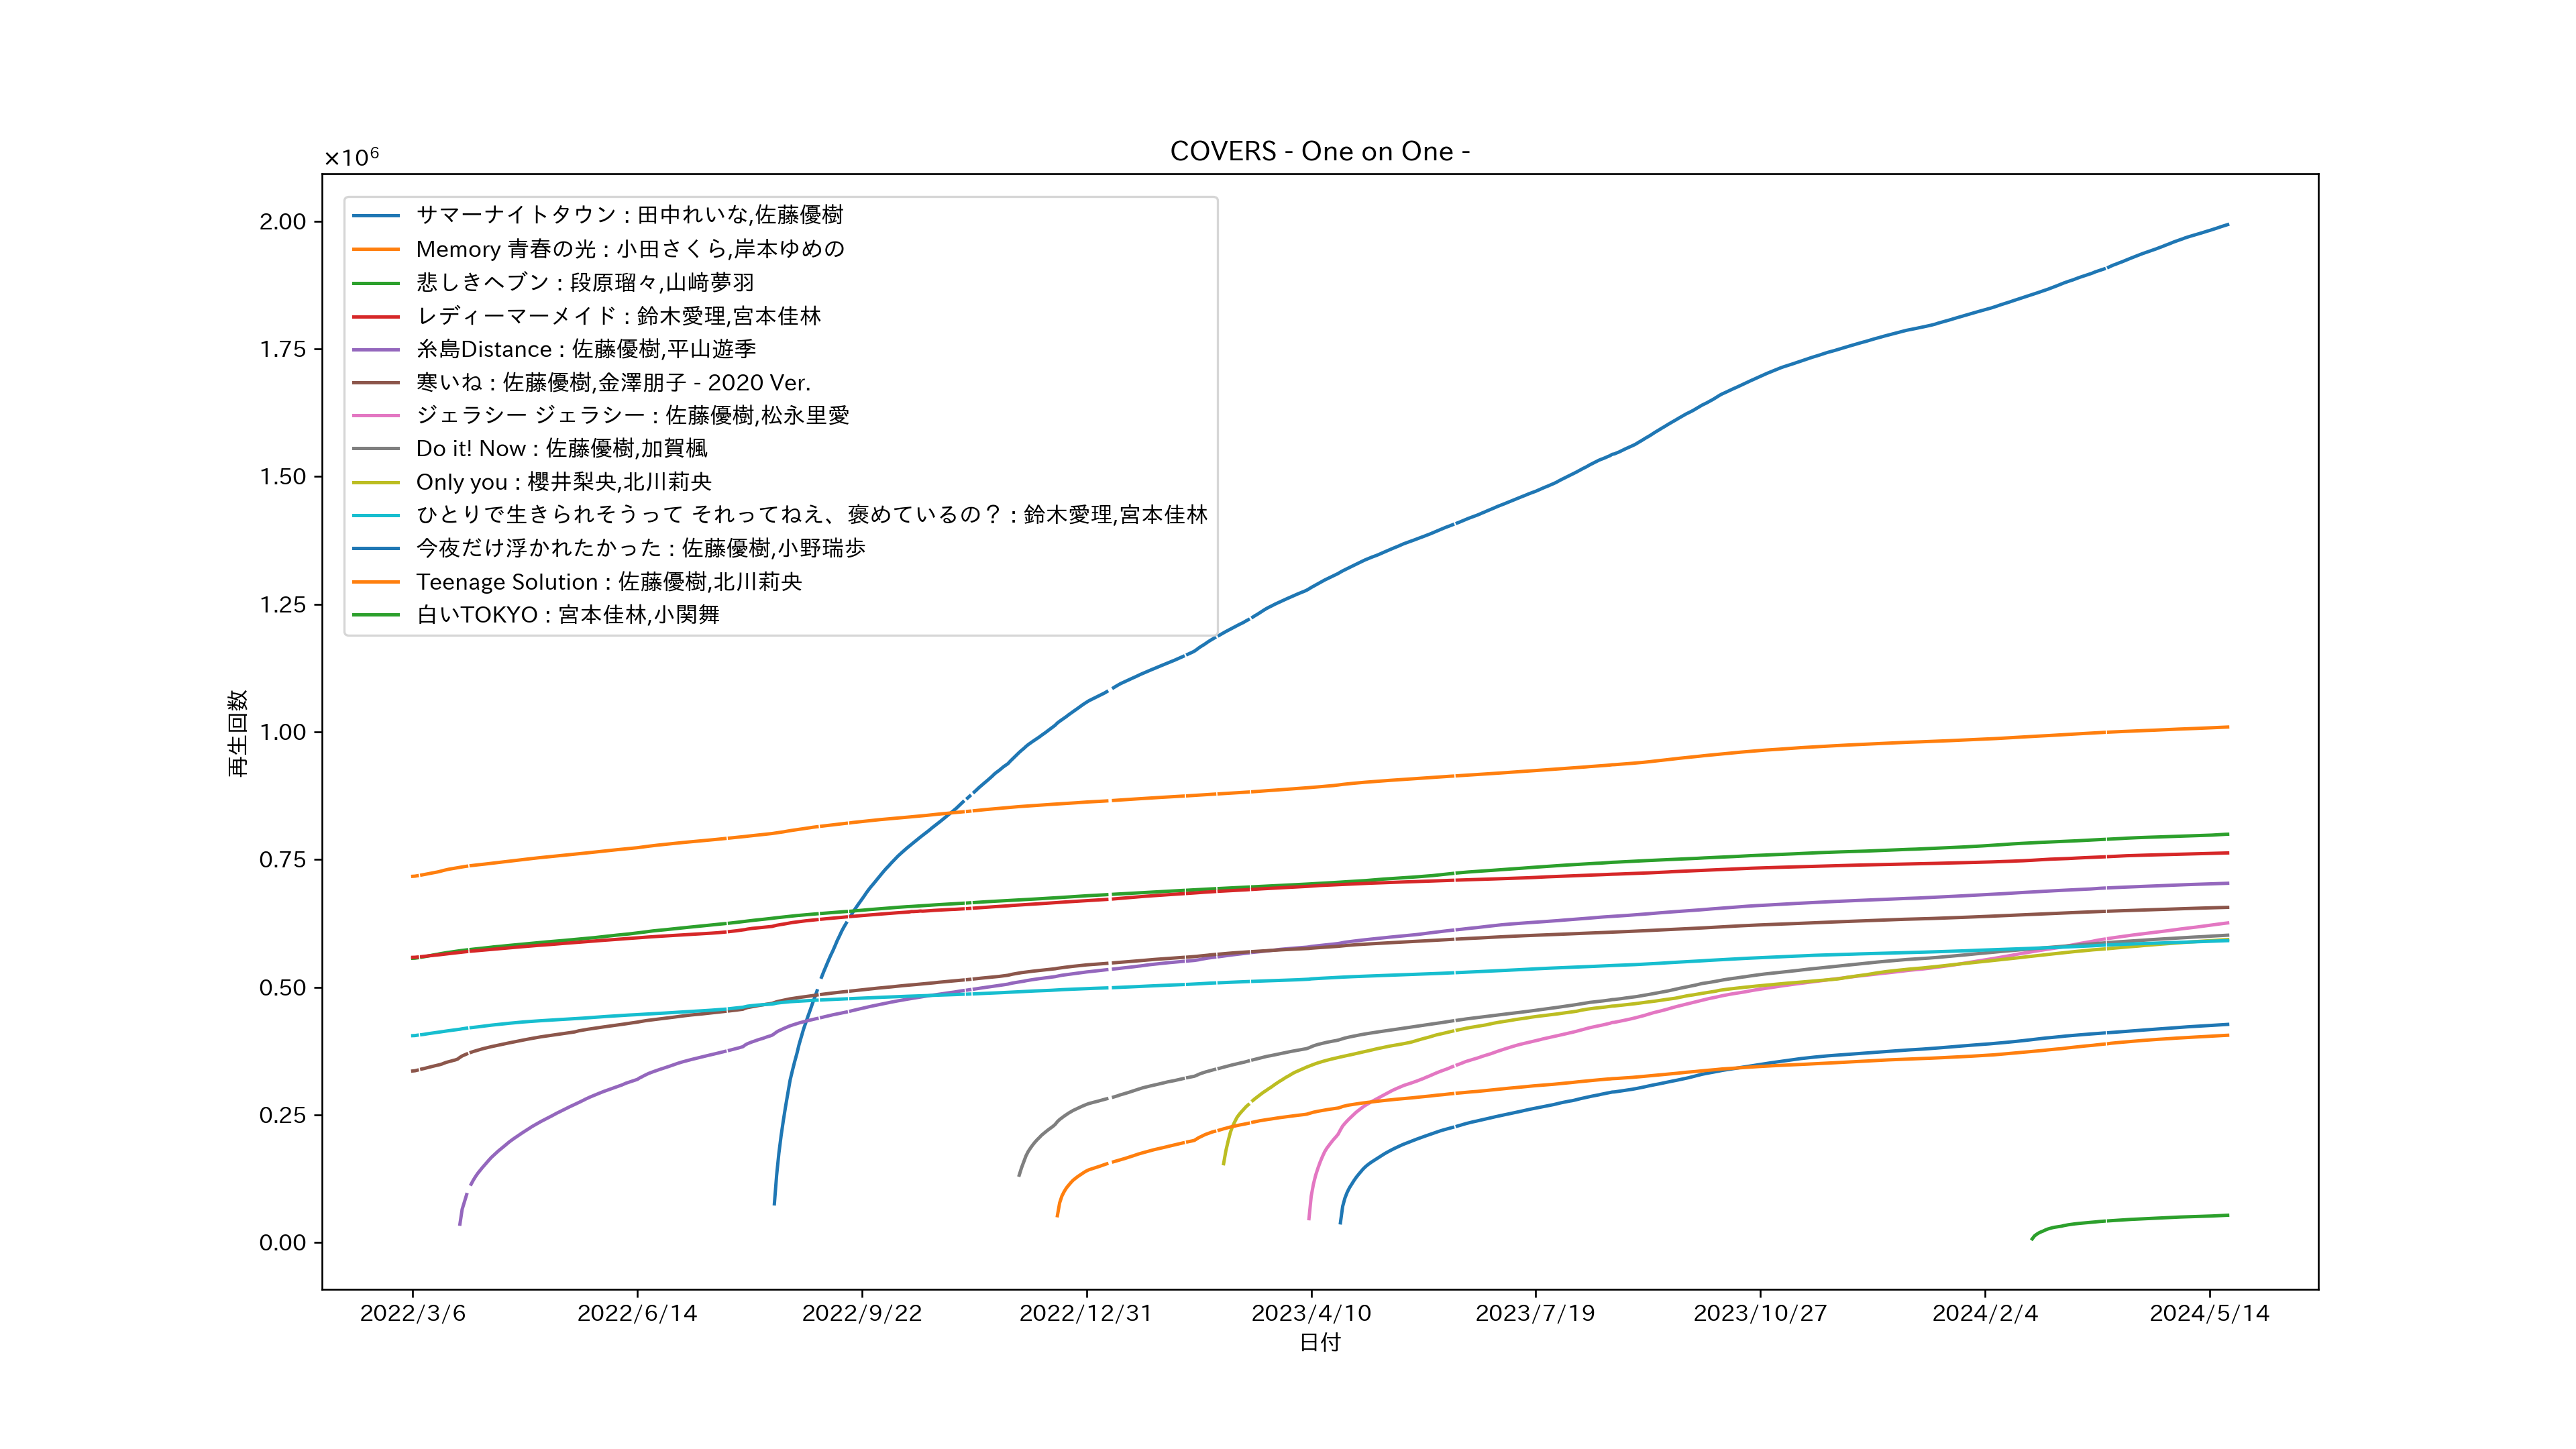 COVERS - One on One -
×10⁶
2.00
1.75
1.50
1.25
1.00
0.75
0.50
0.25
0.00
再生回数
サマーナイトタウン : 田中れいな,佐藤優樹
Memory 青春の光 : 小田さくら,岸本ゆめの
悲しきヘブン : 段原瑠々,山﨑夢羽
レディーマーメイド : 鈴木愛理,宮本佳林
糸島Distance : 佐藤優樹,平山遊季
寒いね : 佐藤優樹,金澤朋子 - 2020 Ver.
ジェラシー ジェラシー : 佐藤優樹,松永里愛
Do it! Now : 佐藤優樹,加賀楓
Only you : 櫻井梨央,北川莉央
ひとりで生きられそうって それってねえ、褒めているの？ : 鈴木愛理,宮本佳林
今夜だけ浮かれたかった : 佐藤優樹,小野瑞歩
Teenage Solution : 佐藤優樹,北川莉央
白いTOKYO : 宮本佳林,小関舞
2022/3/6 2022/6/14 2022/9/22 2022/12/31 2023/4/10 2023/7/19 2023/10/27 2024/2/4 2024/5/14
日付